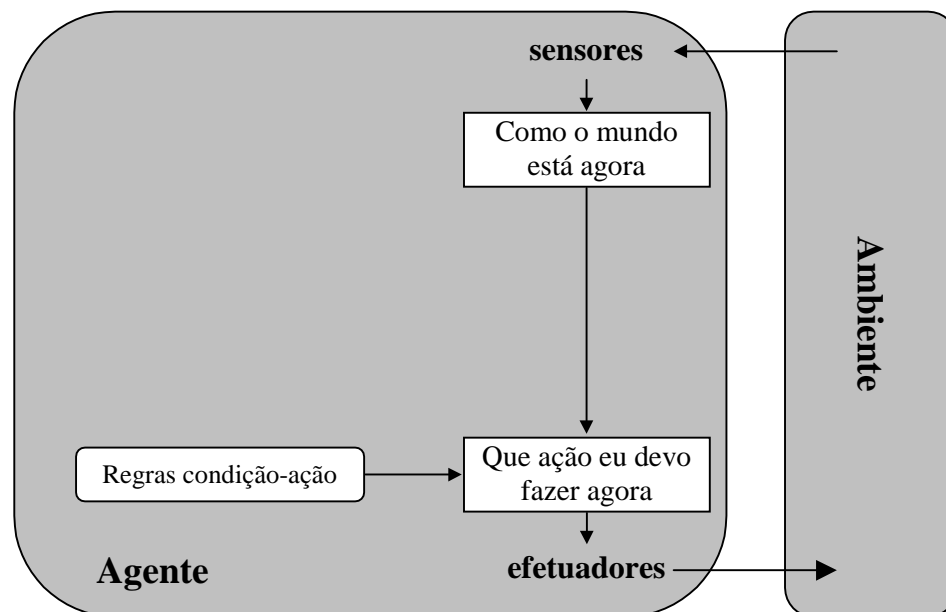 sensores
Como o mundo
está agora
Ambiente
Regras condição-ação
Que ação eu devo
fazer agora
Agente
efetuadores